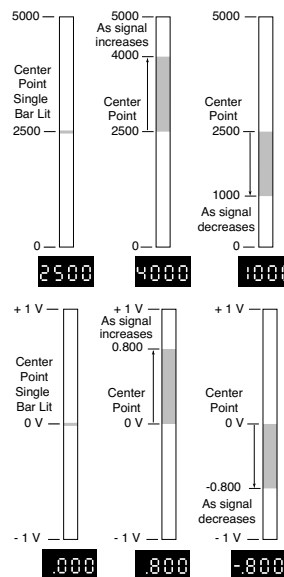 5000
Center
Point
Single
Bar Lit
2500
0
2500
5000
As signal
increases
4000
Center
Point
2500
0
4000
5000
Center
Point
2500
1000
As signal
decreases
0
+ 1 V
Center
Point
Single
Bar Lit
0 V
- 1 V
.000
+ 1 V
As signal
increases
0.800
Center
Point
0 V
- 1 V
.800
+ 1 V
Center
Point
0 V
-0.800
As signal
decreases
- 1 V
-.800